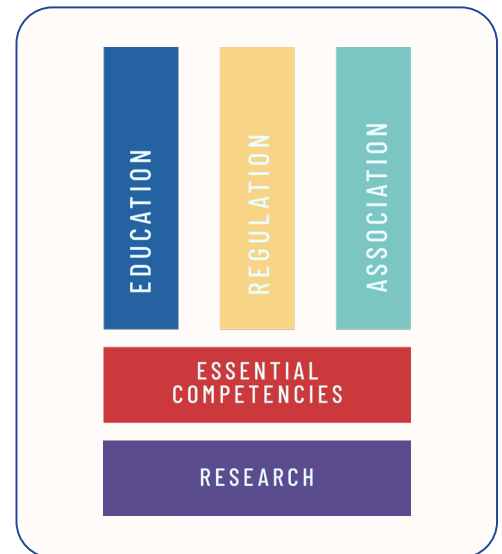 EDUCATION
REGULATION
ASSOCIATION
ESSENTIAL
COMPETENCIES
RESEARCH